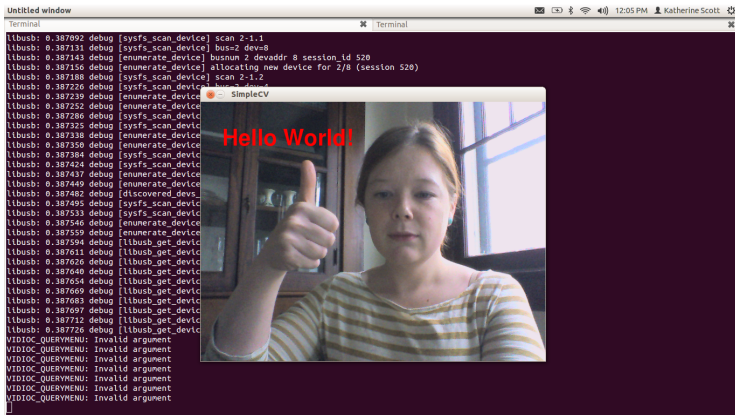 Untitled window
12:05 PM Katherine Scott
Terminal
Terminal
libusb: 0.387092 debug [sysfs_scan_device] scan 2-1.1
libusb: 0.387131 debug [sysfs_scan_device] bus=2 dev=8
libusb: 0.387143 debug [enumerate_device] busnum 2 devaddr 8 session_id 520
libusb: 0.387156 debug [enumerate_device] allocating new device for 2/8 (session 520)
libusb: 0.387188 debug [sysfs_scan_device] scan 2-1.2
libusb: 0.387226 debug [sysfs_scan_device] bus=2 dev=4
libusb: 0.387239 debug [enumerate_device
libusb: 0.387252 debug [enumerate_device
libusb: 0.387286 debug [sysfs_scan_devic
libusb: 0.387325 debug [sysfs_scan_devic
libusb: 0.387338 debug [enumerate_device
libusb: 0.387350 debug [enumerate_device
libusb: 0.387384 debug [sysfs_scan_devic
libusb: 0.387424 debug [sysfs_scan_devic
libusb: 0.387437 debug [enumerate_device
libusb: 0.387449 debug [enumerate_device
libusb: 0.387482 debug [discovered_devs_
libusb: 0.387495 debug [sysfs_scan_devic
libusb: 0.387533 debug [sysfs_scan_devic
libusb: 0.387546 debug [enumerate_device
libusb: 0.387559 debug [enumerate_device
libusb: 0.387594 debug [libusb_get_devic
libusb: 0.387611 debug [libusb_get_devic
libusb: 0.387626 debug [libusb_get_devic
libusb: 0.387640 debug [libusb_get_devic
libusb: 0.387654 debug [libusb_get_devic
libusb: 0.387669 debug [libusb_get_devic
libusb: 0.387683 debug [libusb_get_devic
libusb: 0.387697 debug [libusb_get_devic
libusb: 0.387712 debug [libusb_get_devic
libusb: 0.387726 debug [libusb_get_devic
VIDIOC_QUERYMENU: Invalid argument
VIDIOC_QUERYMENU: Invalid argument
VIDIOC_QUERYMENU: Invalid argument
VIDIOC_QUERYMENU: Invalid argument
VIDIOC_QUERYMENU: Invalid argument
VIDIOC_QUERYMENU: Invalid argument
VIDIOC_QUERYMENU: Invalid argument
SimpleCV
Hello World!